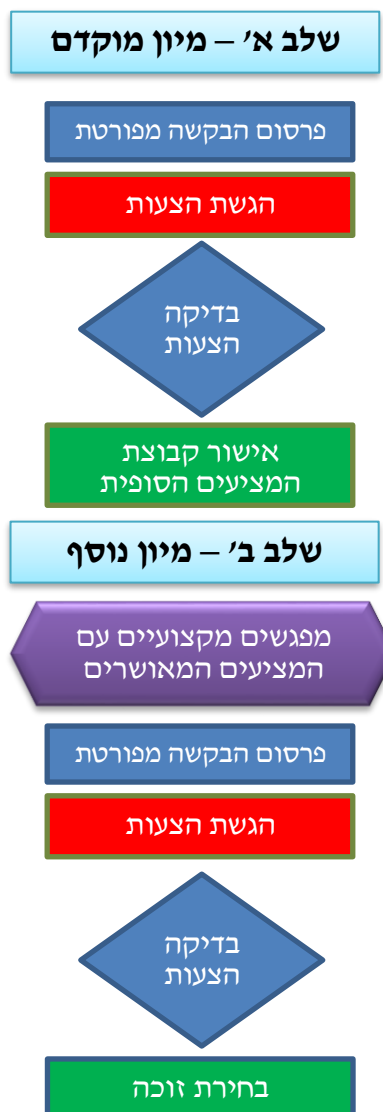 שלב א' – מיון מוקדם
פרסום הבקשה מפורטת
הגשת הצעות
בדיקה
הצעות
אישור קבוצת
המציעים הסופית
שלב ב' – מיון נוסף
מפגשים מקצועיים עם
המציעים המאושרים
פרסום הבקשה מפורטת
הגשת הצעות
בדיקה
הצעות
בחירת זוכה